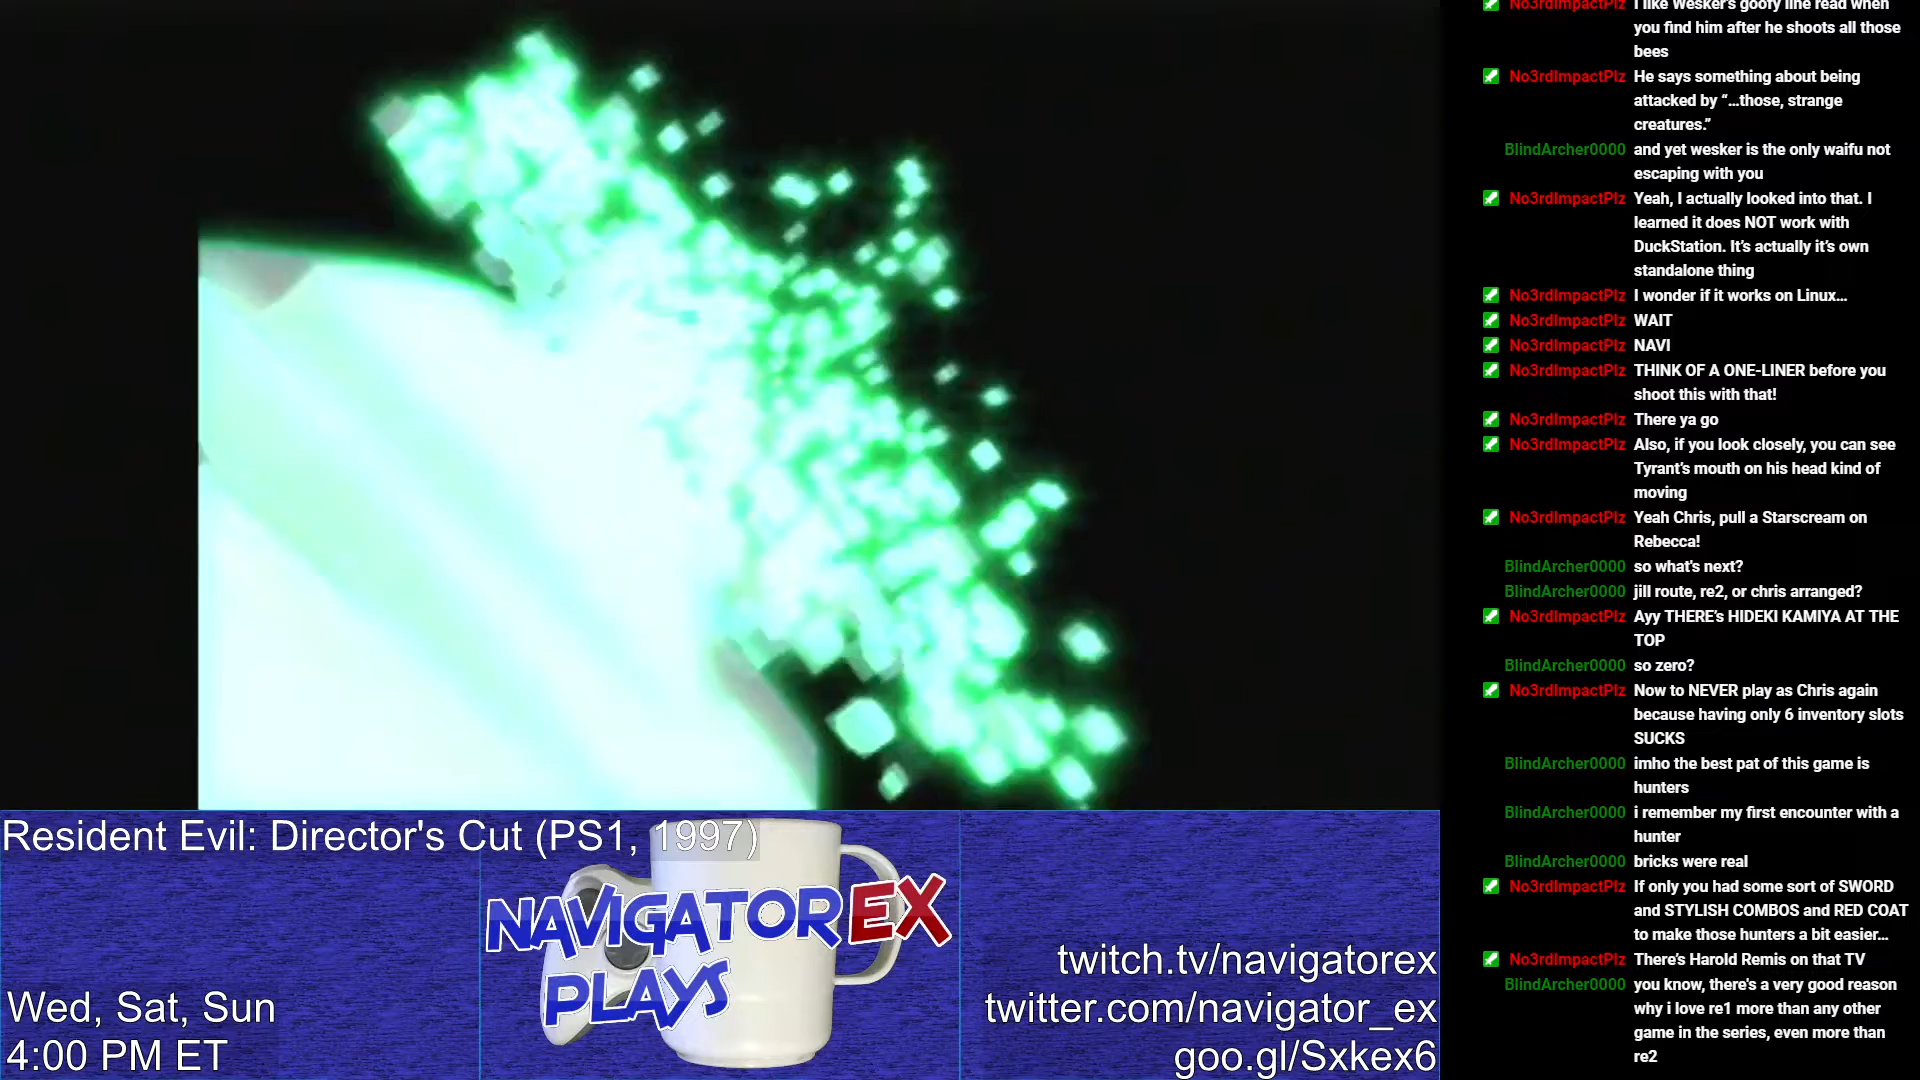 Resident Evil: Director's Cut (PS1, 1997)
NAVIGATOR EX
PLAYS
Wed, Sat, Sun
4:00 PM ET
twitch.tv/navigatorex
twitter.com/navigator_ex
goo.gl/Sxkex6
No3rdImpactPlz I like Wesker's goofy line read when
you find him after he shoots all those
bees
No3rdImpactPlz He says something about being
attacked by “...those, strange
creatures.”
BlindArcher0000 and yet wesker is the only waifu not
escaping with you
No3rdImpactPlz Yeah, I actually looked into that. I
learned it does NOT work with
DuckStation. It’s actually it’s own
standalone thing
No3rdImpactPlz I wonder if it works on Linux...
No3rdImpactPlz WAIT
No3rdImpactPlz NAVI
No3rdImpactPlz THINK OF A ONE-LINER before you
shoot this with that!
No3rdImpactPlz There ya go
No3rdImpactPlz Also, if you look closely, you can see
Tyrant’s mouth on his head kind of
moving
No3rdImpactPlz Yeah Chris, pull a Starscream on
Rebecca!
BlindArcher0000 so what's next?
BlindArcher0000 jill route, re2, or chris arranged?
No3rdImpactPlz Ayy THERE’s HIDEKI KAMIYA AT THE
TOP
BlindArcher0000 so zero?
No3rdImpactPlz Now to NEVER play as Chris again
because having only 6 inventory slots
SUCKS
BlindArcher0000 imho the best pat of this game is
hunters
BlindArcher0000 i remember my first encounter with a
hunter
BlindArcher0000 bricks were real
No3rdImpactPlz If only you had some sort of SWORD
and STYLISH COMBOS and RED COAT
to make those hunters a bit easier...
No3rdImpactPlz There’s Harold Remis on that TV
BlindArcher0000 you know, there's a very good reason
why i love re1 more than any other
game in the series, even more than
re2